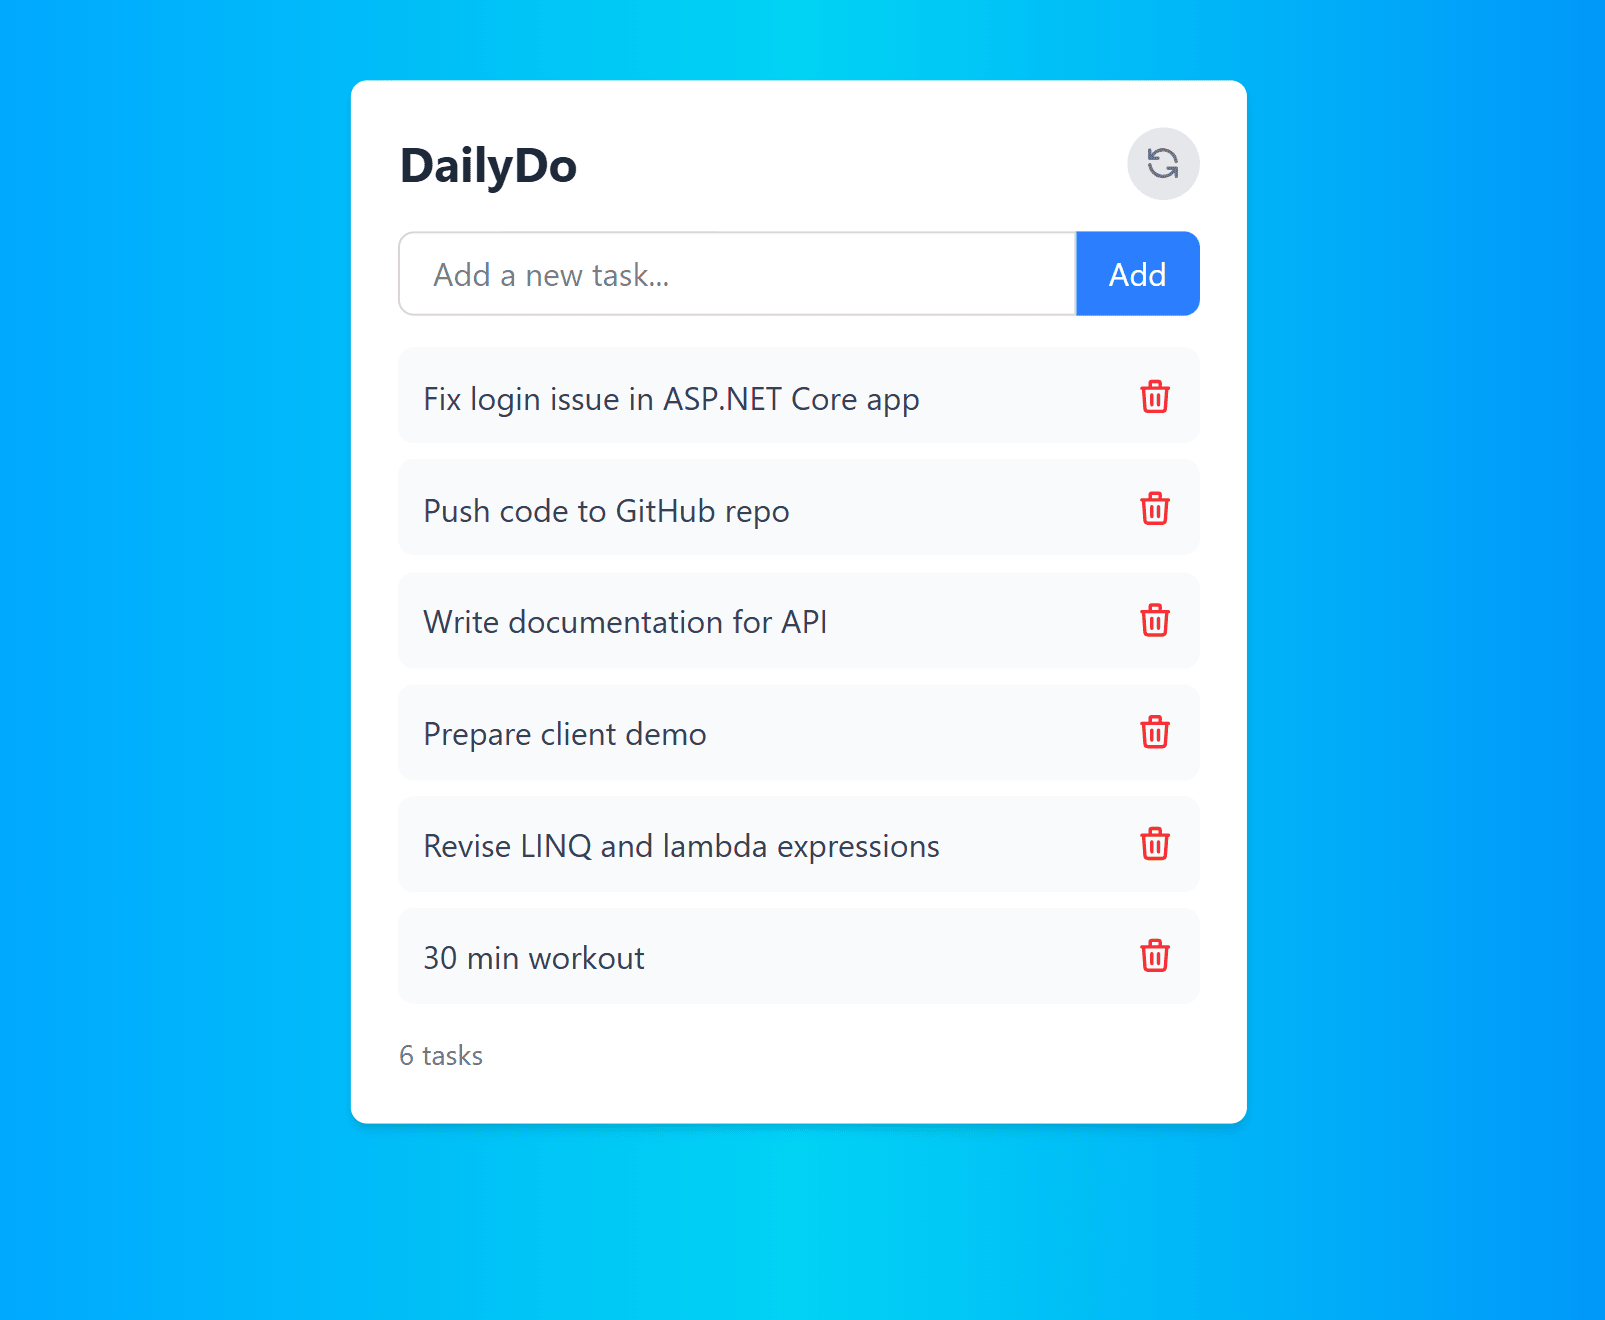 DailyDo
Add a new task...
Add
Fix login issue in ASP.NET Core app
Push code to GitHub repo
Write documentation for API
Prepare client demo
Revise LINQ and lambda expressions
30 min workout
6 tasks